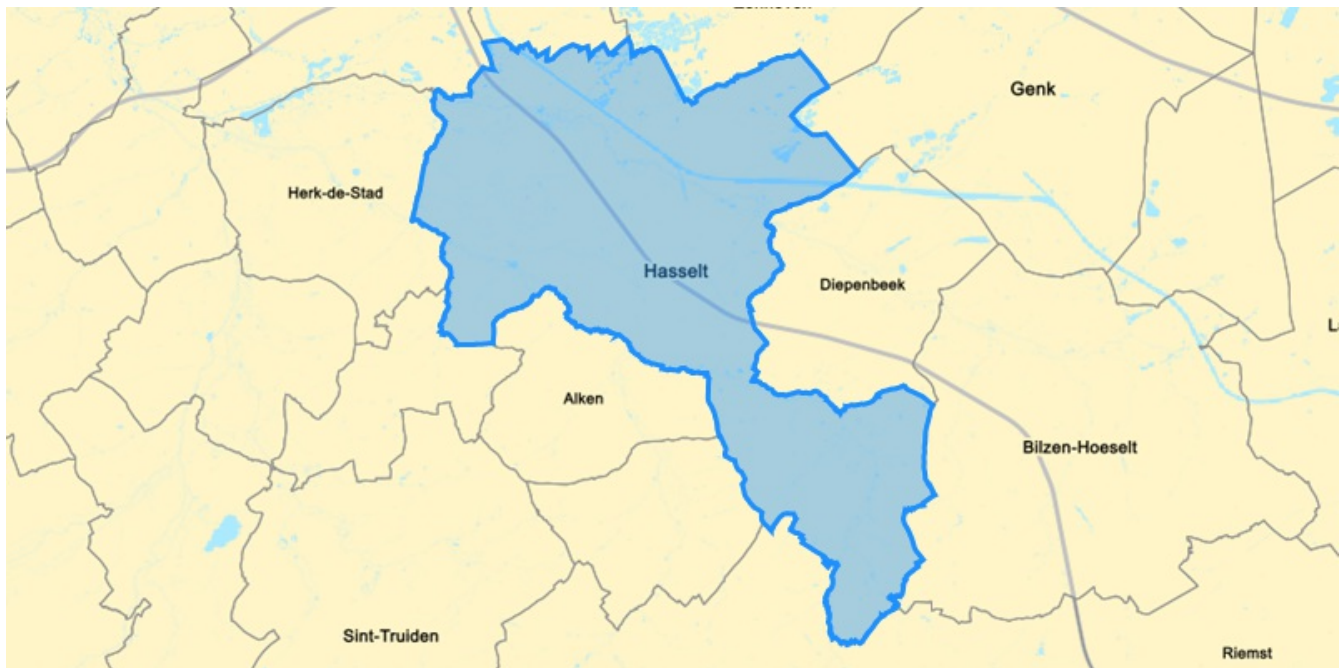 Genk
Herk-de-Stad
Hasselt
Diepenbeek
Alken
Bilzen-Hoeselt
Sint-Truiden
Riemst